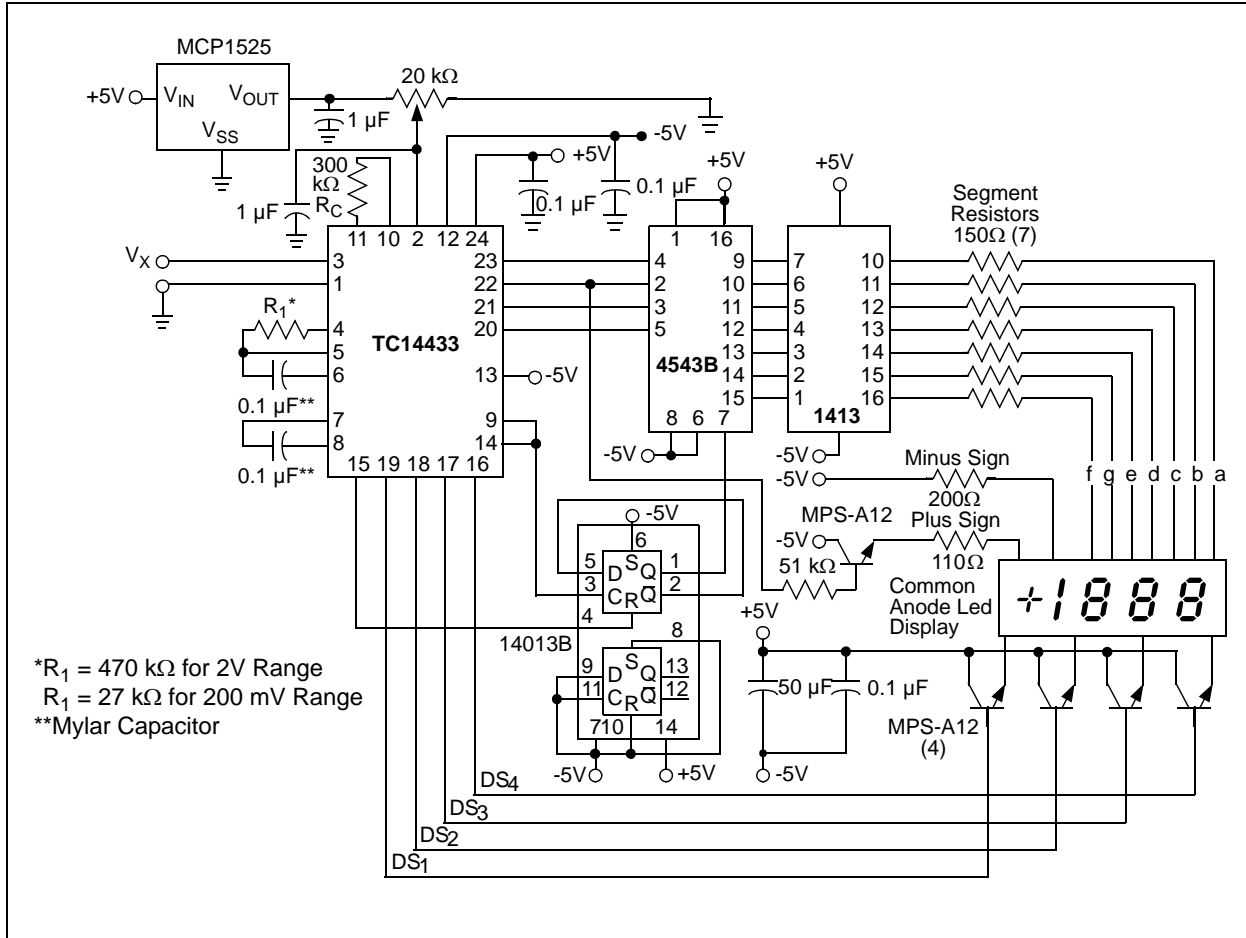 MCP1525
+5V
VIN
VOUT
VSS
1 µF
20 kΩ
-5V
+5V
0.1 µF
0.1 µF
300
kΩ
RC
1 µF
11 10 2 12 24
VX
3
1
R1*
4
5
6
0.1 µF**
7
8
0.1 µF**
TC14433
23
22
21
20
13
-5V
9
14
15 19 18 17 16
+5V
1 16
4
2
3
5
4543B
9
10
11
12
13
14
15
8 6 7
-5V
+5V
7
6
5
4
3
2
1
1413
10
11
12
13
14
15
16
-5V
Segment
Resistors
150Ω (7)
-5V
Minus Sign
200Ω
MPS-A12
Plus Sign
-5V
110Ω
51 kΩ
f g e d c b a
Common
Anode Led
Display
+1888
-5V
6
5 D S Q 1
3 C R Q 2
4
14013B
8
9 D S Q 13
11 C R Q 12
7 10 14
-5V
+5V
+5V
50 µF
0.1 µF
-5V
MPS-A12
(4)
DS4
DS3
DS2
DS1
*R1 = 470 kΩ for 2V Range
R1 = 27 kΩ for 200 mV Range
**Mylar Capacitor